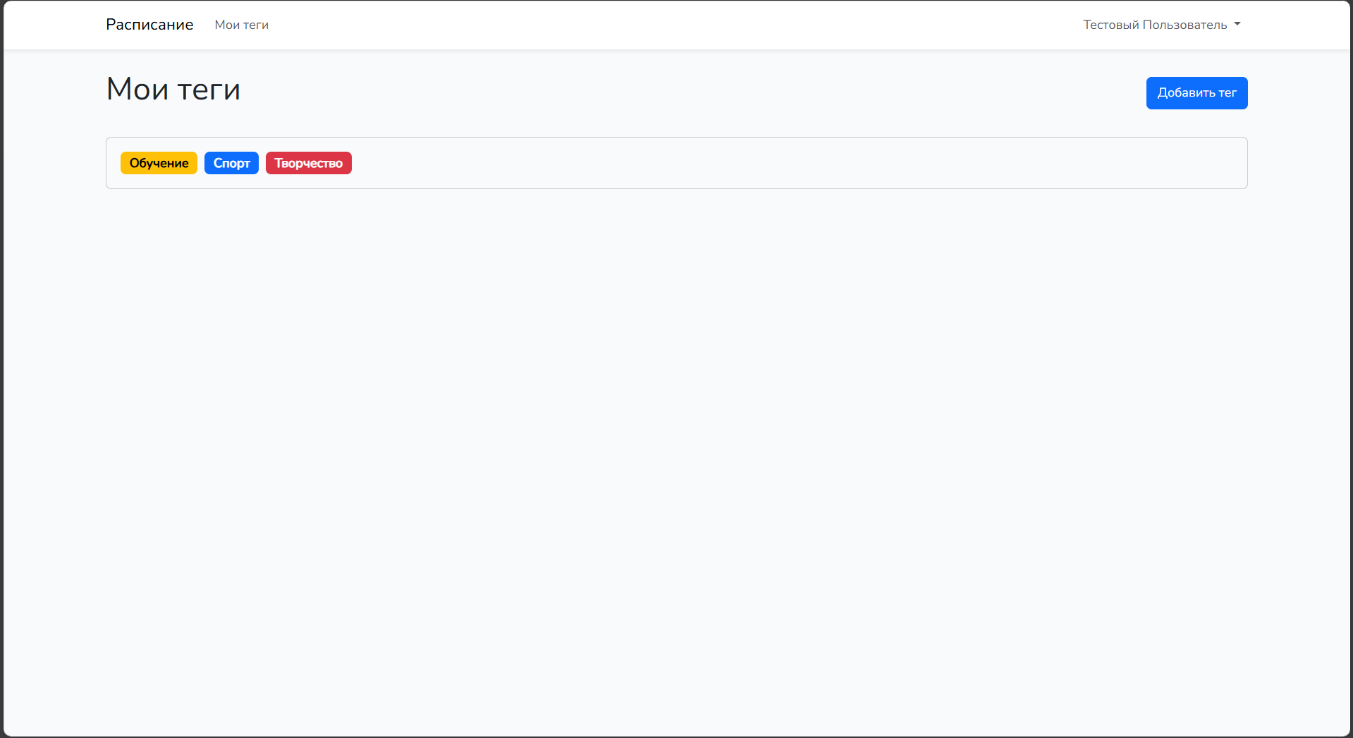 Расписание Мои теги Тестовый Пользователь
Мои теги Добавить тег
Обучение Спорт Творчество